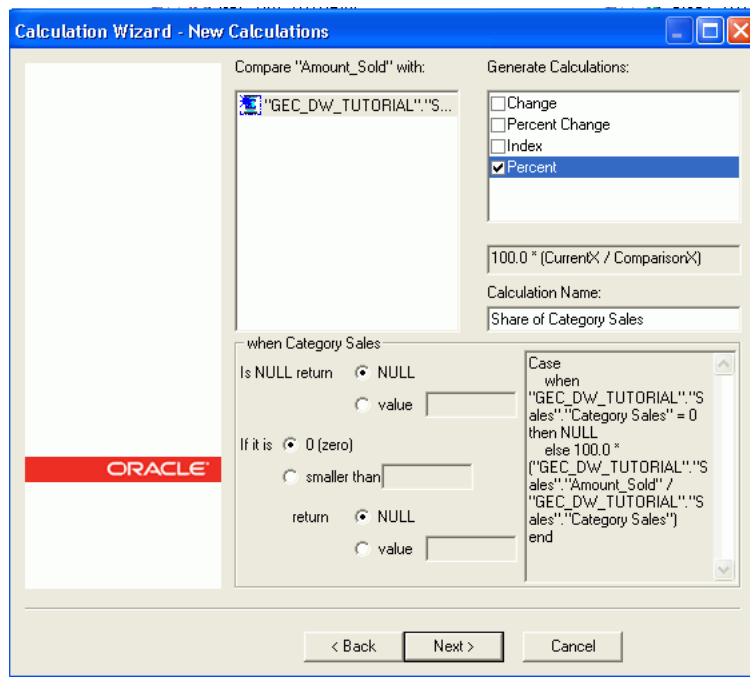 Calculation Wizard - New Calculations
Compare "Amount_Sold" with:
"GEC_DW_TUTORIAL"."S...
Generate Calculations:
Change
Percent Change
Index
Percent
100.0 * (CurrentX / ComparisonX)
Calculation Name:
Share of Category Sales
when Category Sales
Is NULL return NULL
value
If it is 0 (zero)
smaller than
return NULL
value
Case
when
"GEC_DW_TUTORIAL"."S
ales"."Category Sales" = 0
then NULL
else 100.0 *
("GEC_DW_TUTORIAL"."S
ales"."Amount_Sold" /
"GEC_DW_TUTORIAL"."S
ales"."Category Sales")
end
ORACLE
< Back
Next >
Cancel